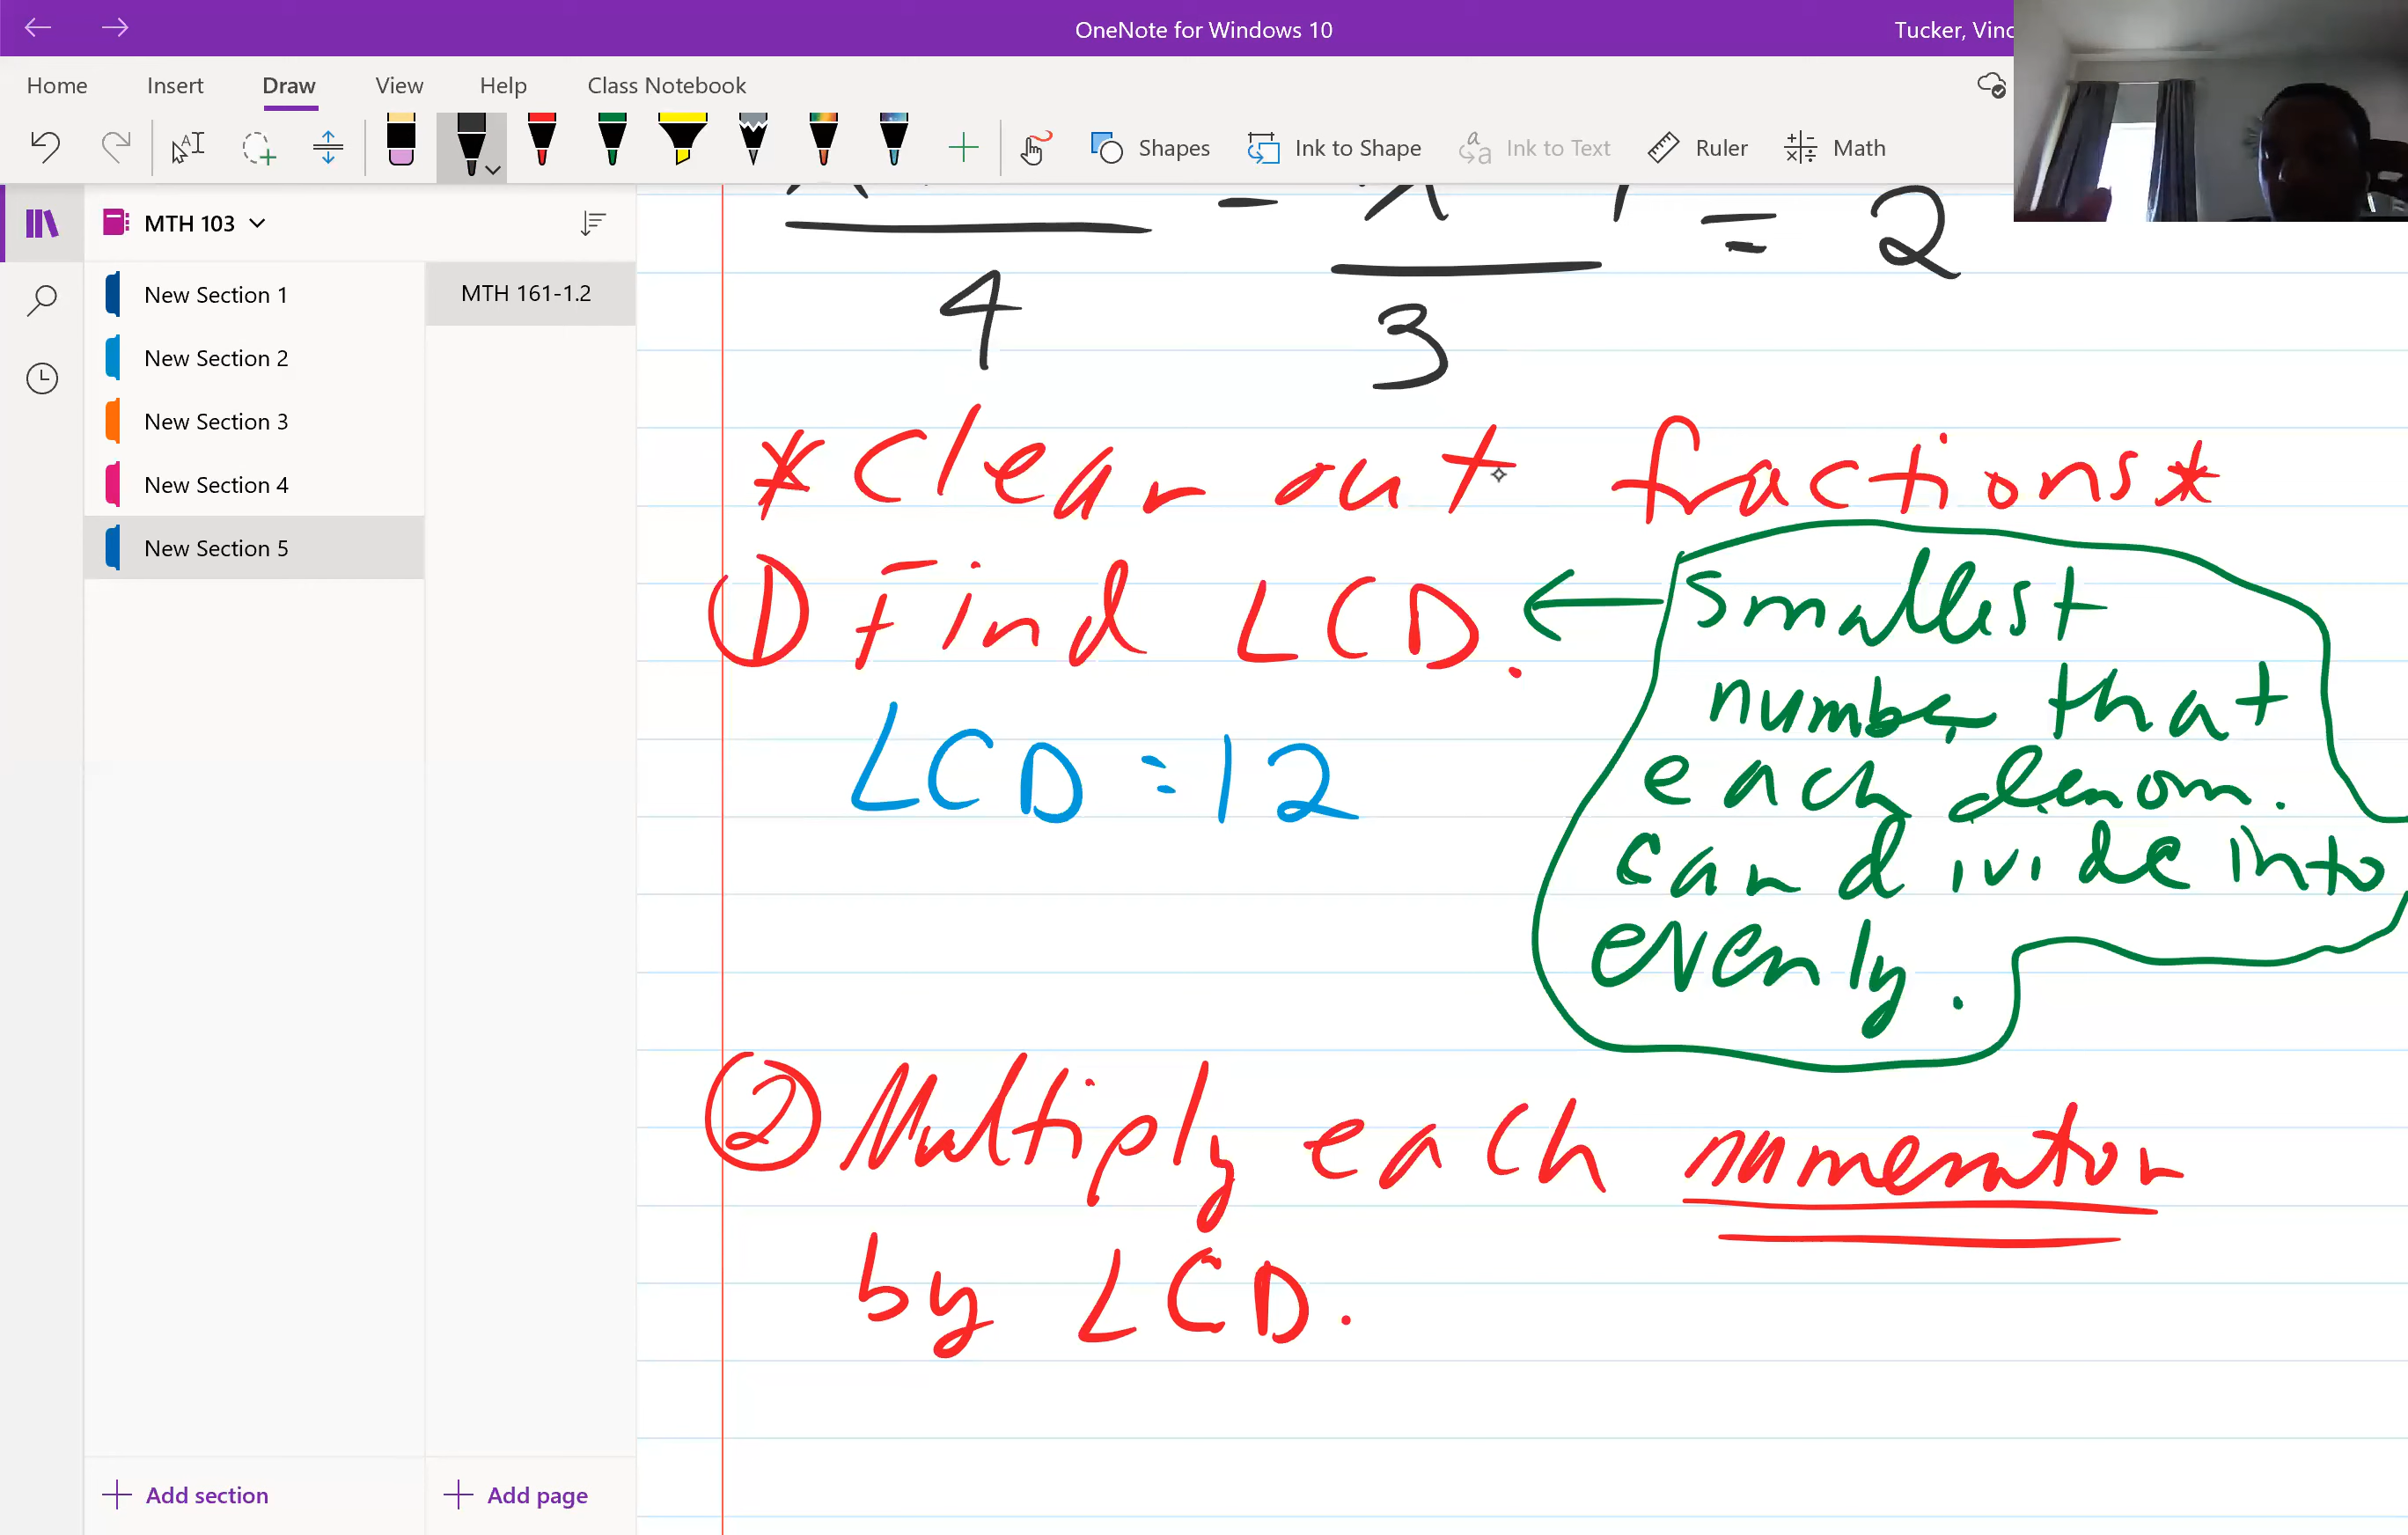 OneNote for Windows 10
Tucker, Vinc
Home Insert Draw View Help Class Notebook
Shapes Ink to Shape Ink to Text Ruler Math
MTH 103
New Section 1
New Section 2
New Section 3
New Section 4
New Section 5
MTH 161-1.2
Add section
Add page
- = 2
4 3
*Clear out fractions*
① Find LCD. ← smallest
number that
each denom.
can divide into
evenly.
LCD = 12
② Multiply each numerator
by LCD.